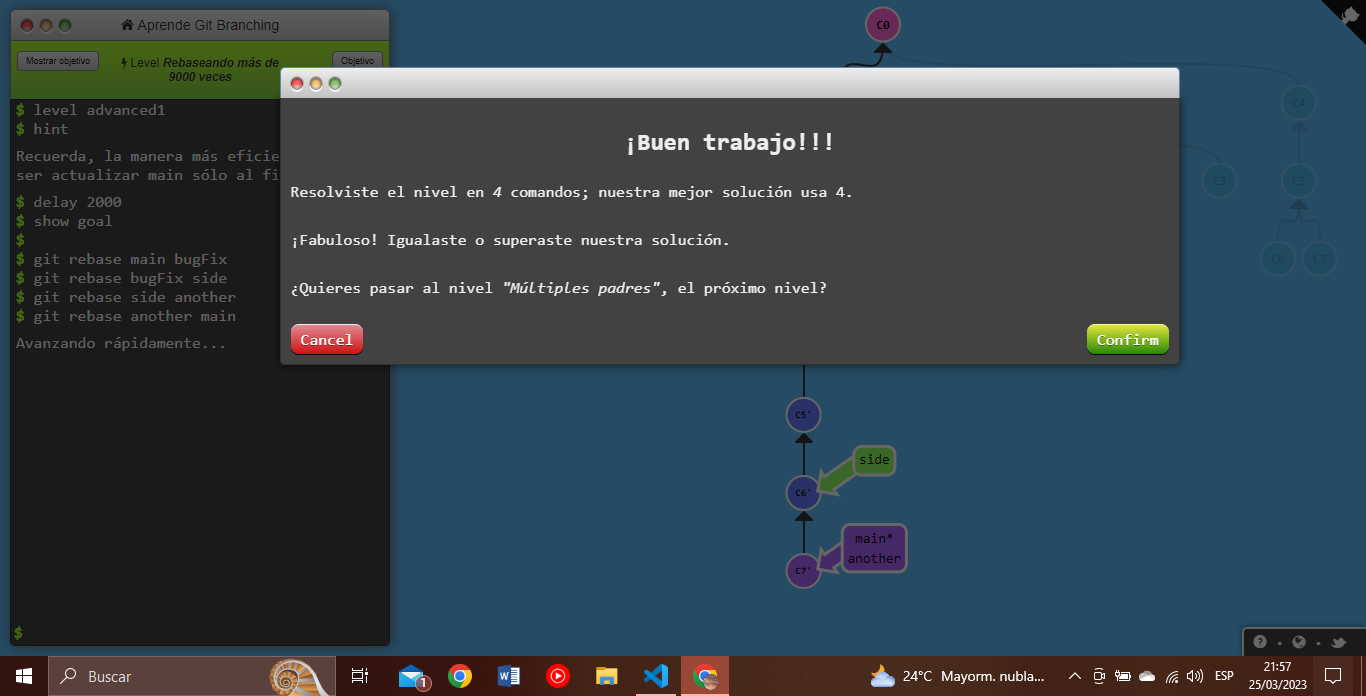 Aprende Git Branching
Mostrar objetivo
Level Rebaseando más de
9000 veces
Objetivo
$ level advanced1
$ hint
Recuerda, la manera más eficie
ser actualizar main sólo al fi
$ delay 2000
$ show goal
$
$ git rebase main bugFix
$ git rebase bugFix side
$ git rebase side another
$ git rebase another main
Avanzando rápidamente...
$
¡Buen trabajo!!!
Resolviste el nivel en 4 comandos; nuestra mejor solución usa 4.
¡Fabuloso! Igualaste o superaste nuestra solución.
¿Quieres pasar al nivel "Múltiples padres", el próximo nivel?
Cancel
Confirm
C0
C4
C3
C5
C6
C7
C5'
side
C6'
main*
another
C7'
Buscar
1
24°C Mayorm. nubla...
ESP
21:57
25/03/2023